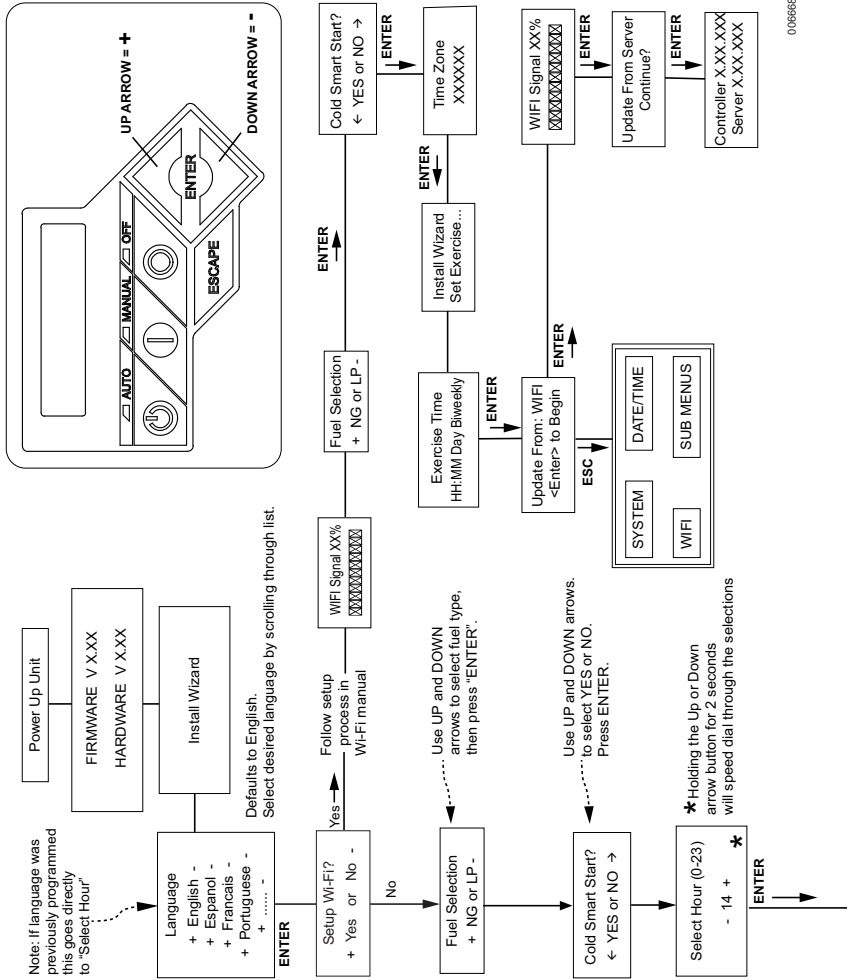 Note: If language was
previously programmed
this goes directly
to "Select Hour"
Power Up Unit
FIRMWARE V X.XX
HARDWARE V X.XX
Install Wizard
Language
+ English -
+ Espanol -
+ Francais -
+ Portuguese -
+ ...... -
Defaults to English.
Select desired language by scrolling through list.
ENTER
Setup Wi-Fi?
+ Yes or No -
Yes
Follow setup
process in
Wi-Fi manual
WIFI Signal XX%
Fuel Selection
+ NG or LP -
ENTER
Cold Smart Start?
← YES or NO →
ENTER
Time Zone
XXXXXX
ENTER
Install Wizard
Set Exercise...
Exercise Time
HH:MM Day Biweekly
ENTER
Update From: WIFI
<Enter> to Begin
ENTER
WIFI Signal XX%
ENTER
Update From Server
Continue?
ENTER
Controller X.XX.XXX
Server X.XX.XXX
ESC
SYSTEM
DATE/TIME
WIFI
SUB MENUS
No
Fuel Selection
+ NG or LP -
Use UP and DOWN
arrows to select fuel type,
then press "ENTER".
Cold Smart Start?
← YES or NO →
Use UP and DOWN arrows.
to select YES or NO.
Press ENTER.
Select Hour (0-23)
- 14 +
*
* Holding the Up or Down
arrow button for 2 seconds
will speed dial through the selections
ENTER
AUTO
MANUAL
OFF
ESCAPE
ENTER
UP ARROW = +
DOWN ARROW = -